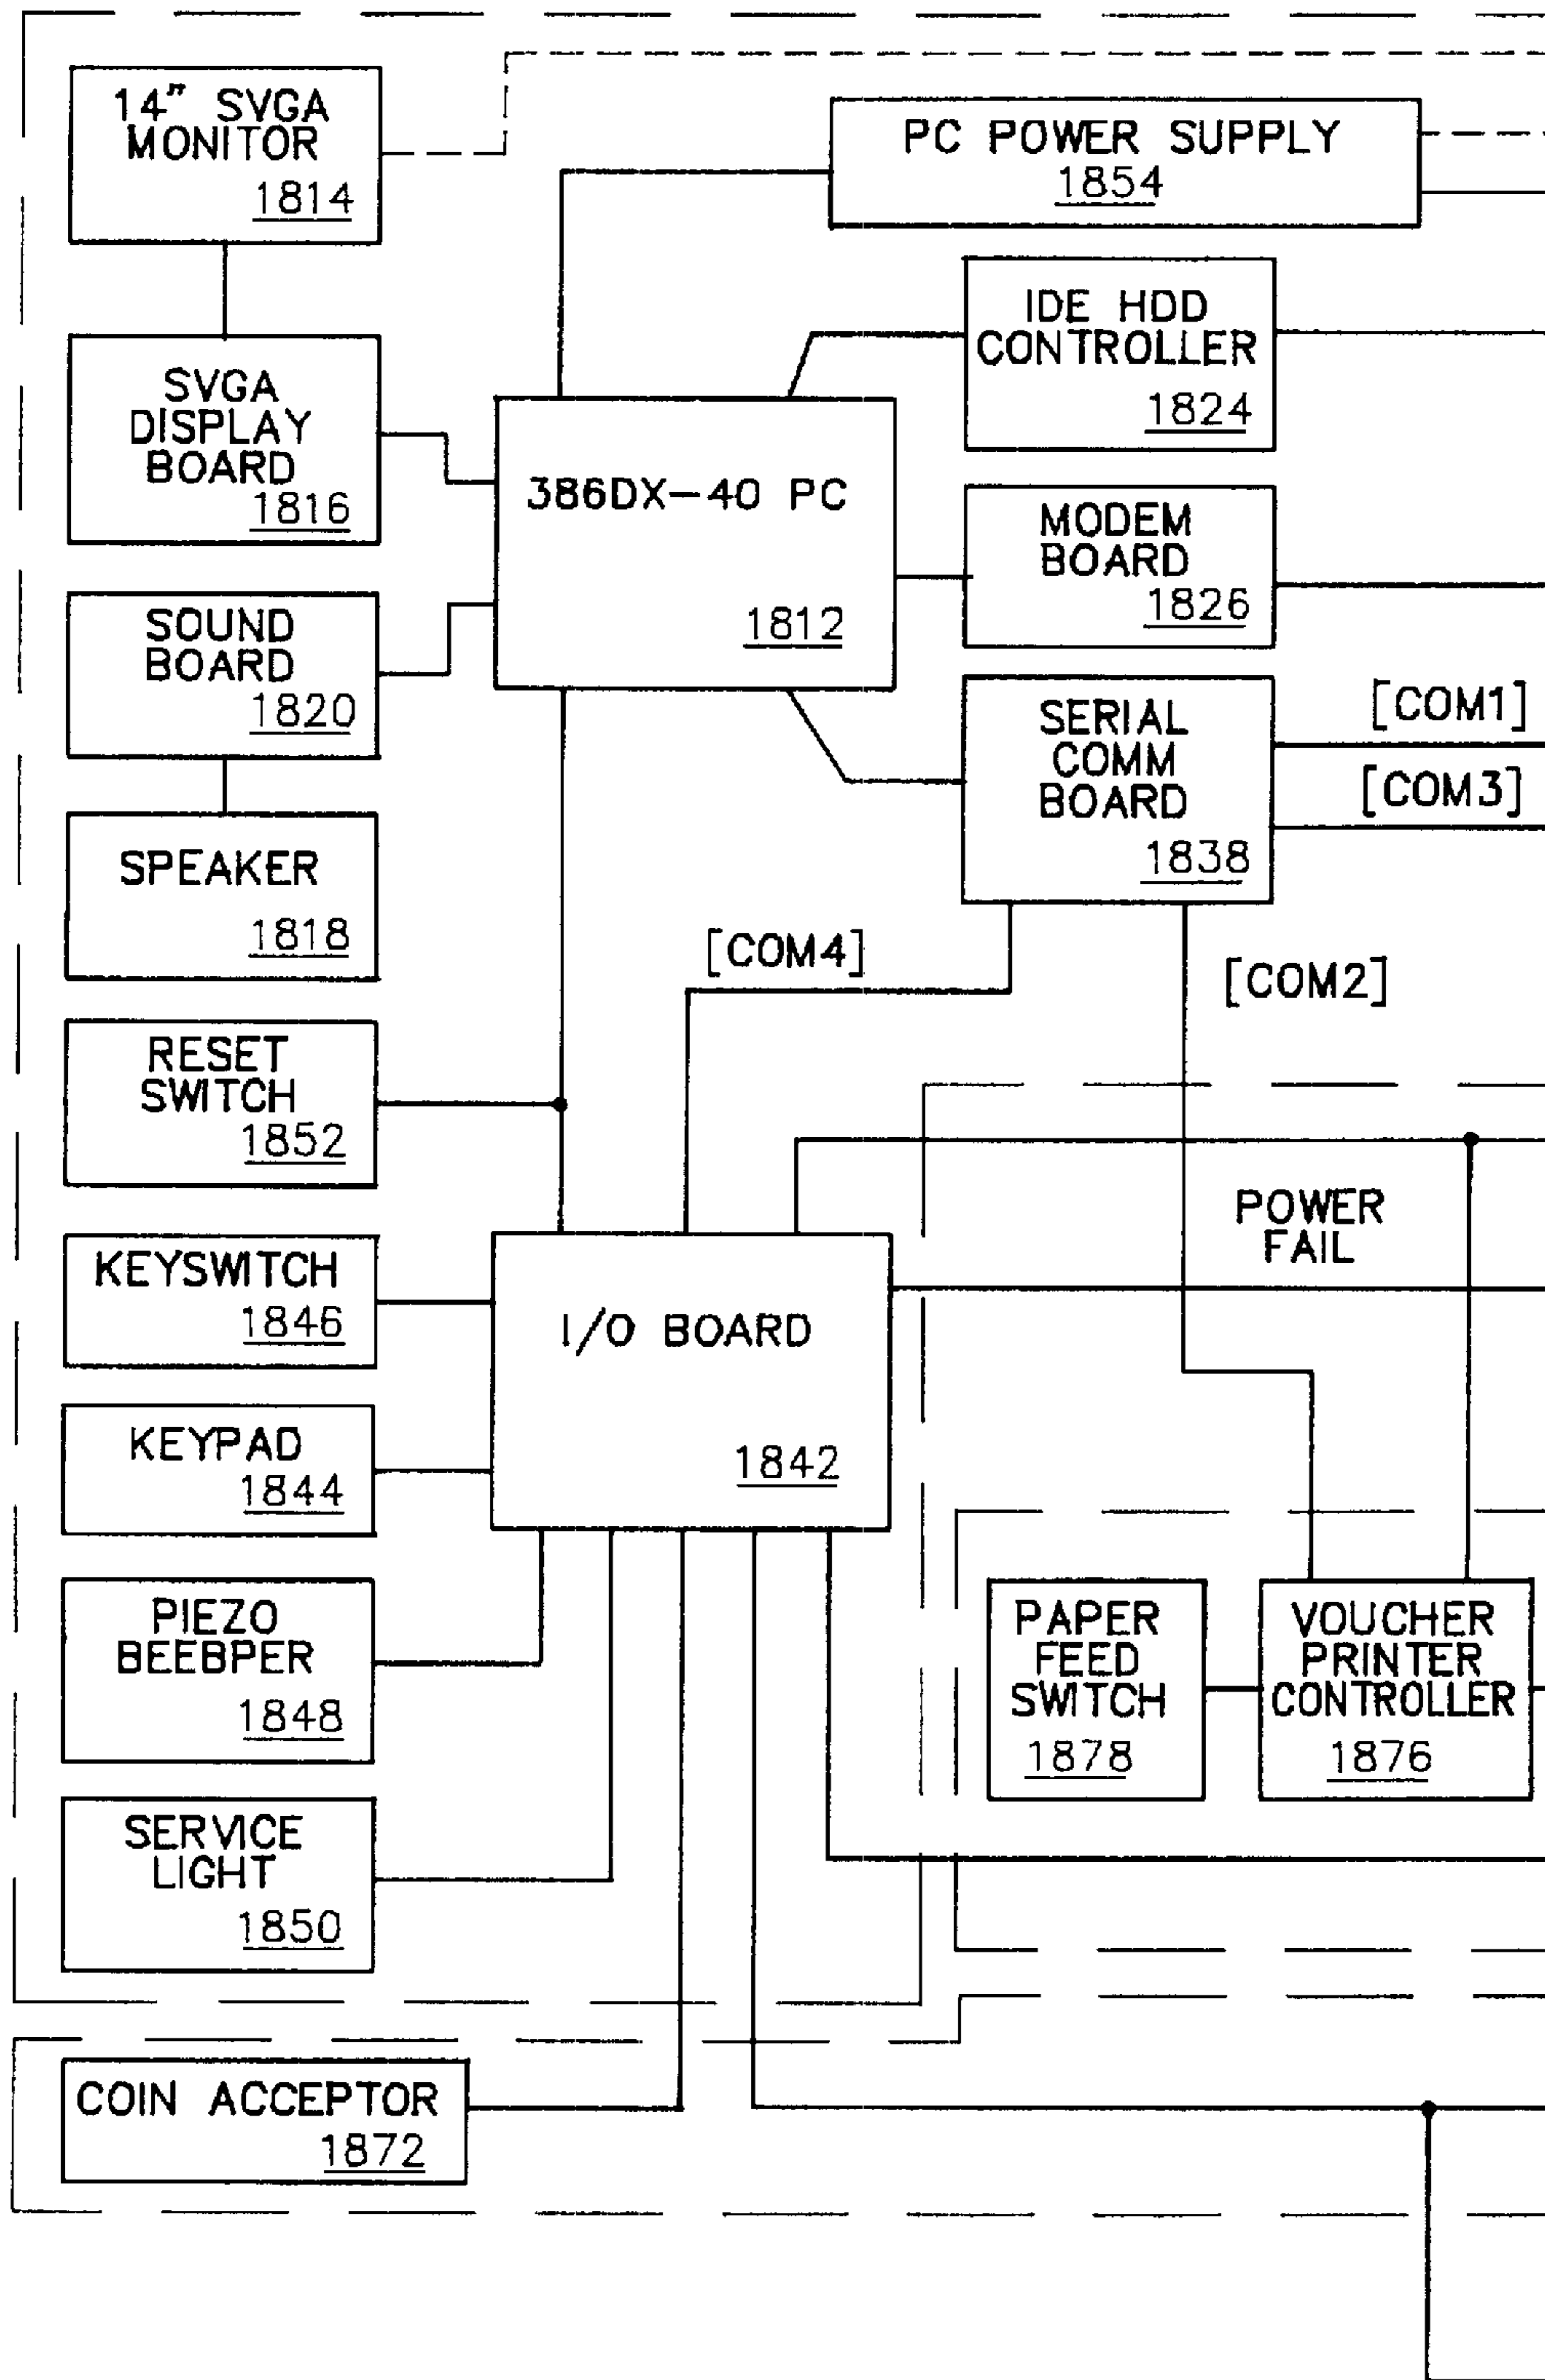 14" SVGA
MONITOR
1814
PC POWER SUPPLY
1854
IDE HDD
CONTROLLER
1824
SVGA
DISPLAY
BOARD
1816
386DX-40 PC
1812
MODEM
BOARD
1826
SOUND
BOARD
1820
SERIAL
COMM
BOARD
1838
[COM1]
[COM3]
SPEAKER
1818
[COM4]
[COM2]
RESET
SWITCH
1852
POWER
FAIL
KEYSWITCH
1846
I/O BOARD
1842
KEYPAD
1844
PIEZO
BEEBPER
1848
PAPER
FEED
SWITCH
1878
VOUCHER
PRINTER
CONTROLLER
1876
SERVICE
LIGHT
1850
COIN ACCEPTOR
1872